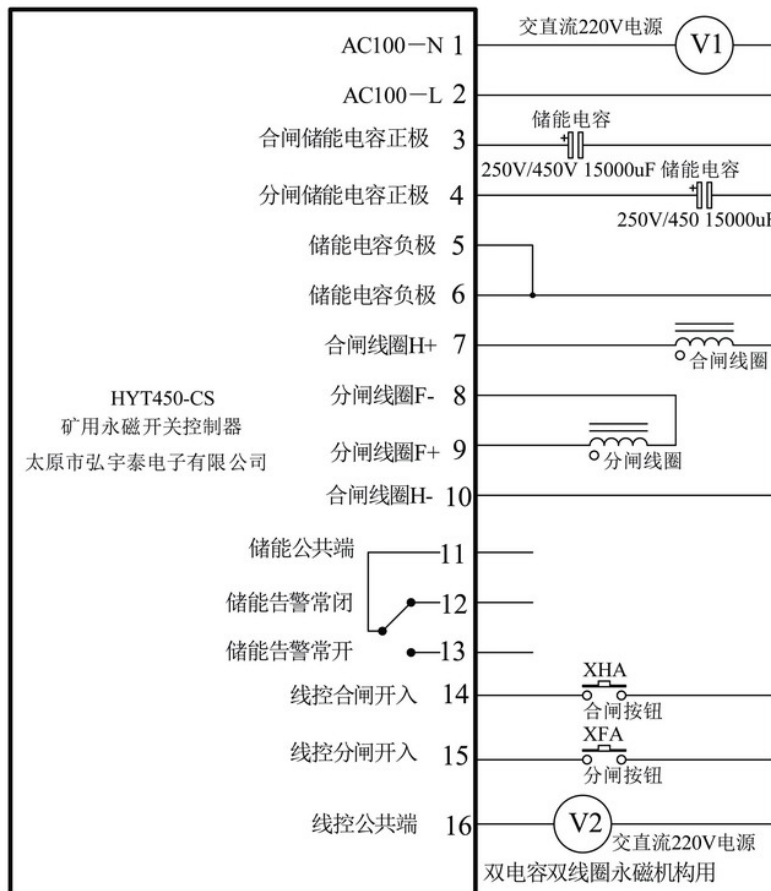 AC100－N 1 交直流220V电源 V1
AC100－L 2
储能电容
合闸储能电容正极 3
250V/450V 15000uF 储能电容
分闸储能电容正极 4
250V/450 15000uF
储能电容负极 5
储能电容负极 6
合闸线圈H+ 7
合闸线圈
HYT450-CS
矿用永磁开关控制器
太原市弘宇泰电子有限公司
分闸线圈F- 8
分闸线圈F+ 9
分闸线圈
合闸线圈H- 10
储能公共端 11
储能告警常闭 12
储能告警常开 13
XHA
线控合闸开入 14
合闸按钮
XFA
线控分闸开入 15
分闸按钮
线控公共端 16 V2
交直流220V电源
双电容双线圈永磁机构用